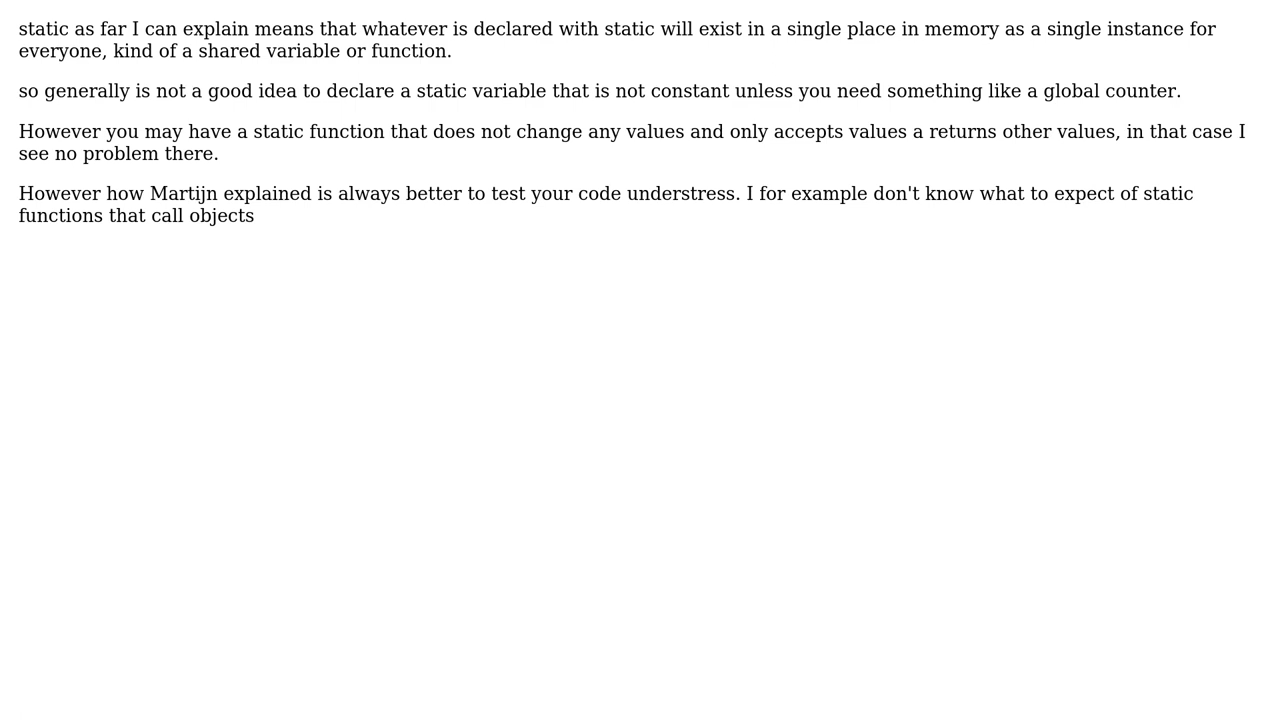 static as far I can explain means that whatever is declared with static will exist in a single place in memory as a single instance for
everyone, kind of a shared variable or function.
so generally is not a good idea to declare a static variable that is not constant unless you need something like a global counter.
However you may have a static function that does not change any values and only accepts values a returns other values, in that case I
see no problem there.
However how Martijn explained is always better to test your code understress. I for example don't know what to expect of static
functions that call objects